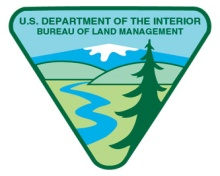 U.S. DEPARTMENT OF THE INTERIOR
BUREAU OF LAND MANAGEMENT